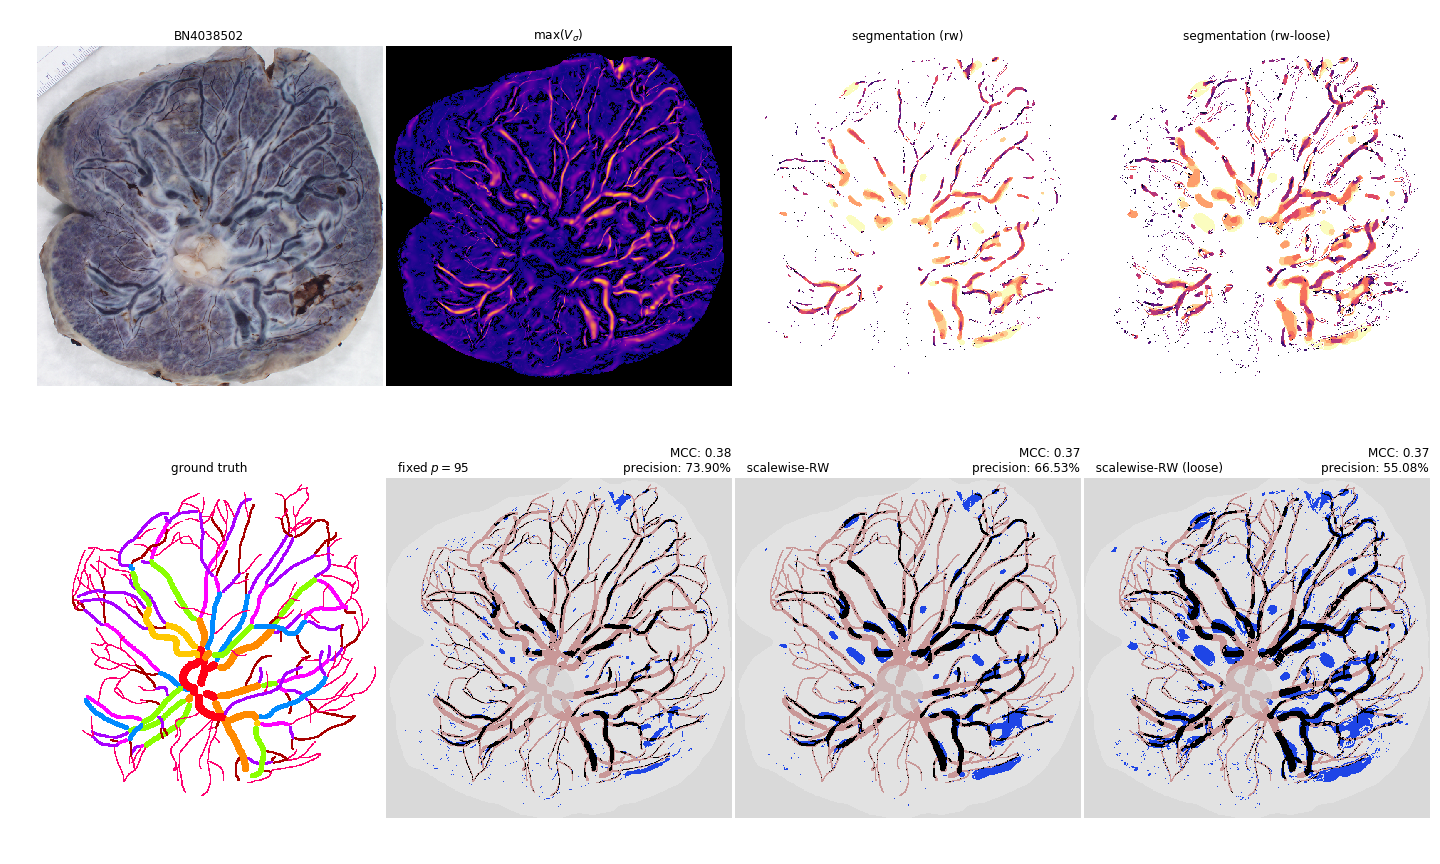 BN4038502
max(V_σ)
segmentation (rw)
segmentation (rw-loose)
ground truth
fixed p = 95
MCC: 0.38
precision: 73.90%
scalewise-RW
MCC: 0.37
precision: 66.53%
scalewise-RW (loose)
MCC: 0.37
precision: 55.08%